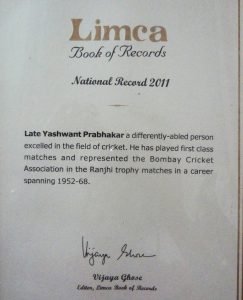 Limca
Book of Records
National Record 2011
Late Yashwant Prabhakar a differently-abled person
excelled in the field of cricket. He has played first class
matches and represented the Bombay Cricket
Association in the Ranjhi trophy matches in a career
spanning 1952-68.
Vijaya Ghose
Vijaya Ghose
Editor, Limca Book of Records